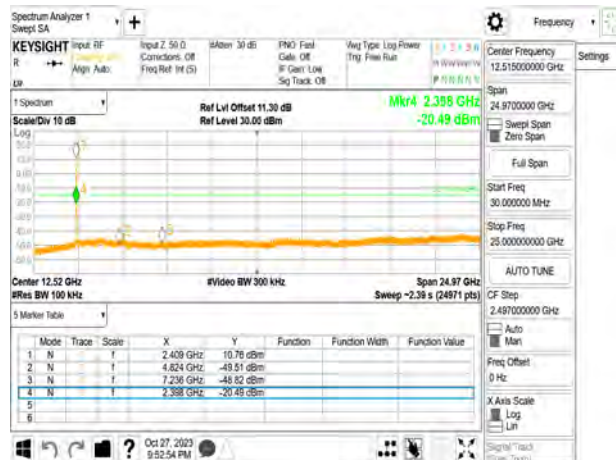 Spectrum Analyzer 1
Swept SA
Frequency
Settings
KEYSIGHT
Input: RF
Align: Auto
Input Z: 50 Ω
Corrections: Off
Freq Ref: Int (S)
#Atten: 30 dB
PNO: Fast
Gate: Off
IF Gain: Low
Sig Track: Off
Avg Type: Log-Power
Trig: Free Run
1 Spectrum
Scale/Div 10 dB
Ref Lvl Offset 11.30 dB
Ref Level 30.00 dBm
Mkr4 2.398 GHz
-20.49 dBm
Log
Center 12.52 GHz
#Res BW 100 kHz
#Video BW 300 kHz
Span 24.97 GHz
Sweep ~2.39 s (24971 pts)
5 Marker Table
Mode Trace Scale X Y Function Function Width Function Value
1 N f 2.409 GHz 10.76 dBm
2 N f 4.824 GHz -49.51 dBm
3 N f 7.236 GHz -48.82 dBm
4 N f 2.398 GHz -20.49 dBm
5
6
Oct 27, 2023
9:52:54 PM
Center Frequency
12.515000000 GHz
Span
24.9700000 GHz
Swept Span
Zero Span
Full Span
Start Freq
30.000000 MHz
Stop Freq
25.000000000 GHz
AUTO TUNE
CF Step
2.497000000 GHz
Auto
Man
Freq Offset
0 Hz
X Axis Scale
Log
Lin
Signal Track